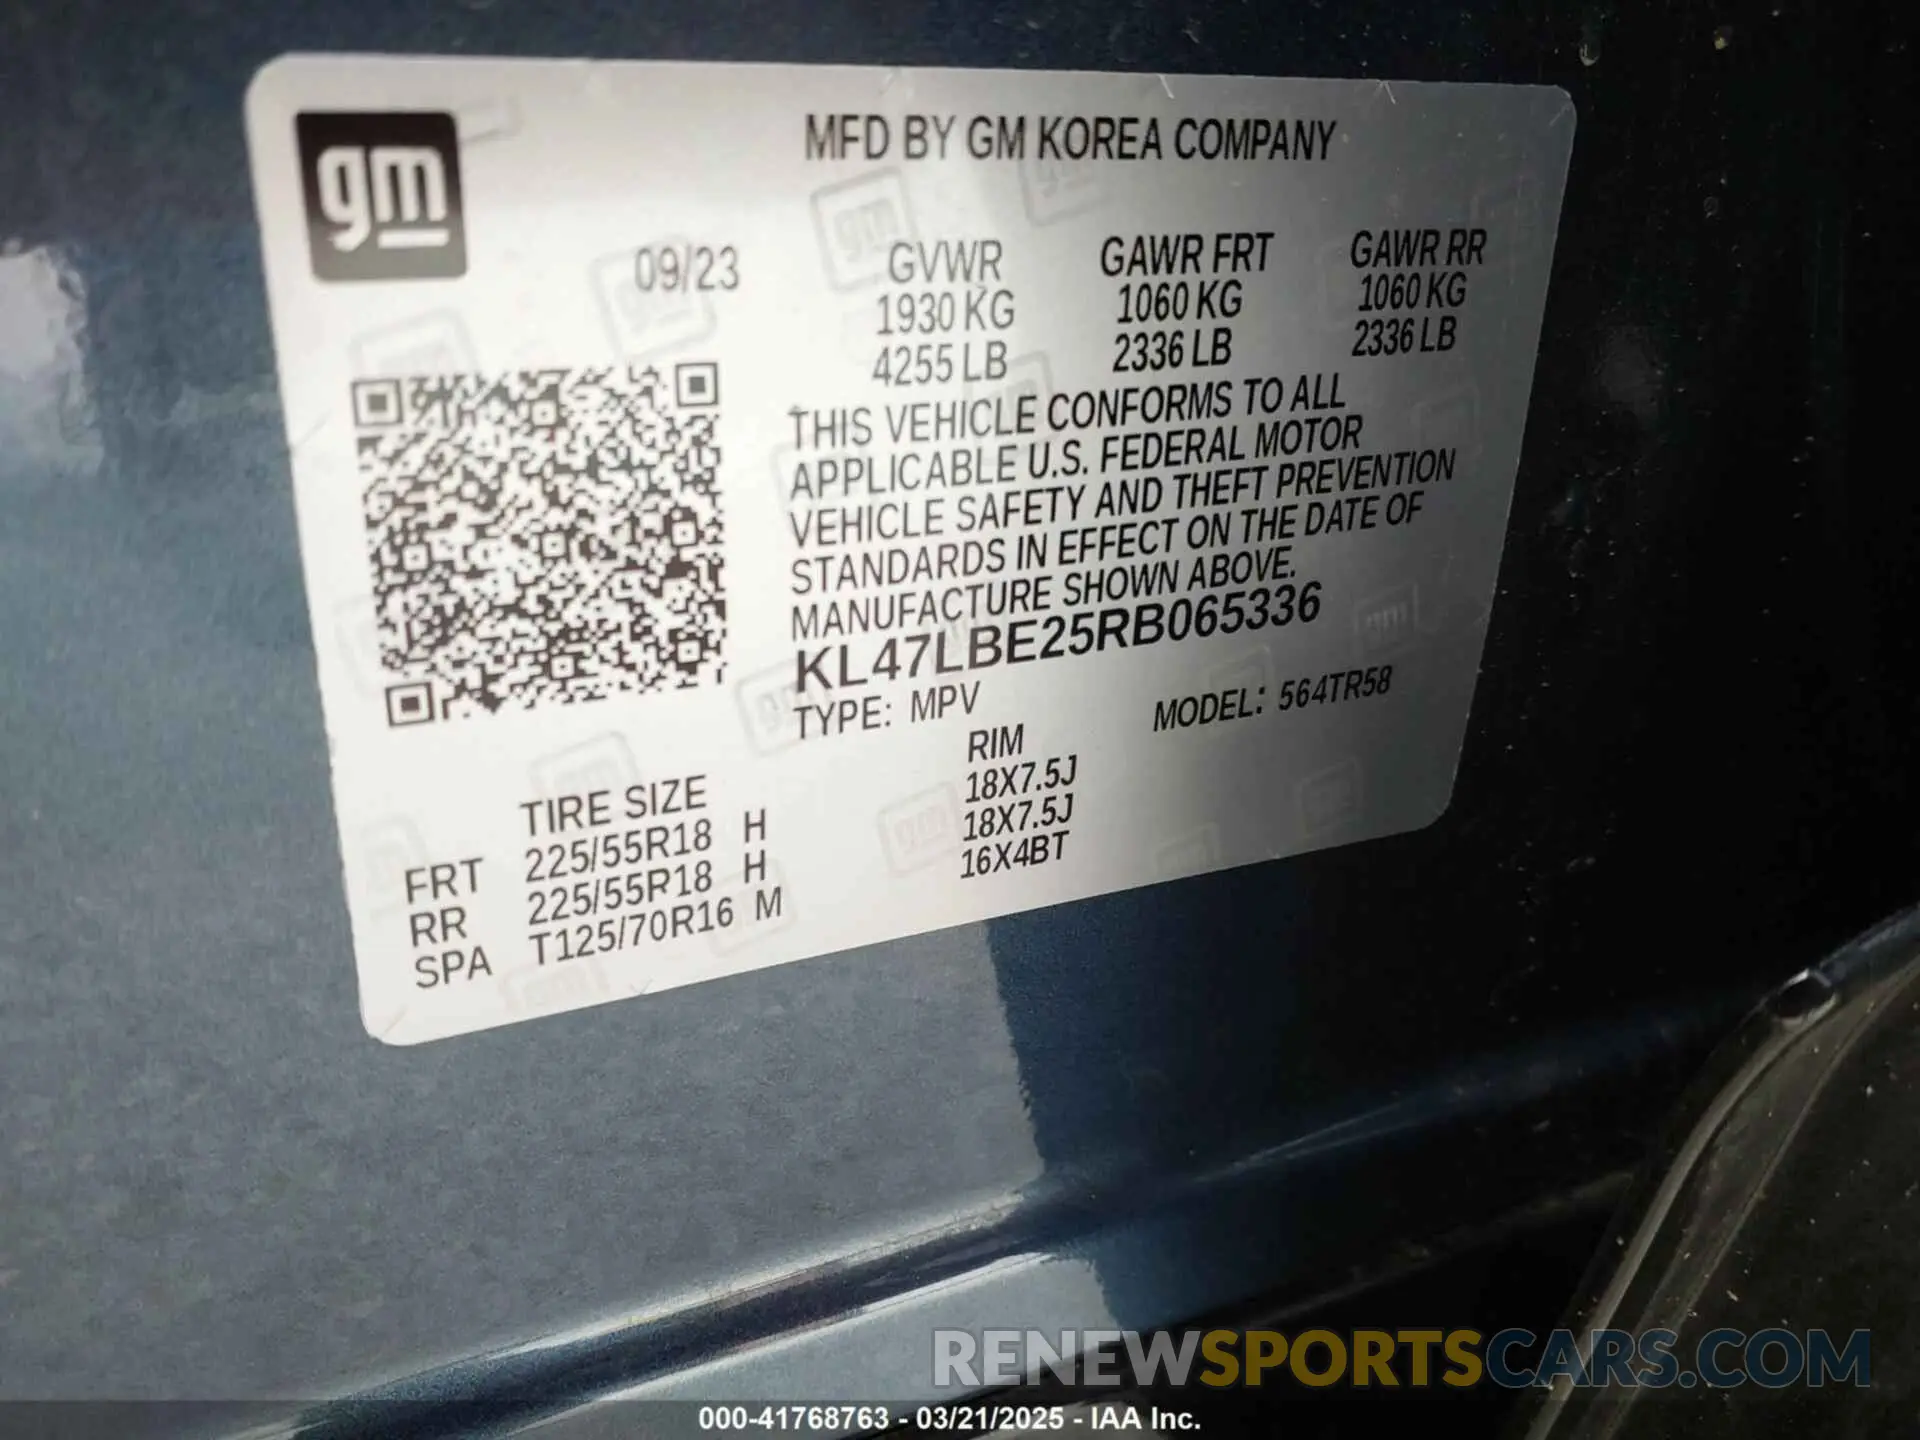 gm
MFD BY GM KOREA COMPANY
09/23
GVWR GAWR FRT GAWR RR
1930 KG 1060 KG 1060 KG
4255 LB 2336 LB 2336 LB
THIS VEHICLE CONFORMS TO ALL
APPLICABLE U.S. FEDERAL MOTOR
VEHICLE SAFETY AND THEFT PREVENTION
STANDARDS IN EFFECT ON THE DATE OF
MANUFACTURE SHOWN ABOVE.
KL47LBE25RB065336
TYPE: MPV MODEL: 564TR58
TIRE SIZE RIM
FRT 225/55R18 H 18X7.5J
RR 225/55R18 H 18X7.5J
SPA T125/70R16 M 16X4BT
RENEWSPORTSCARS.COM
000-41768763 - 03/21/2025 - IAA Inc.